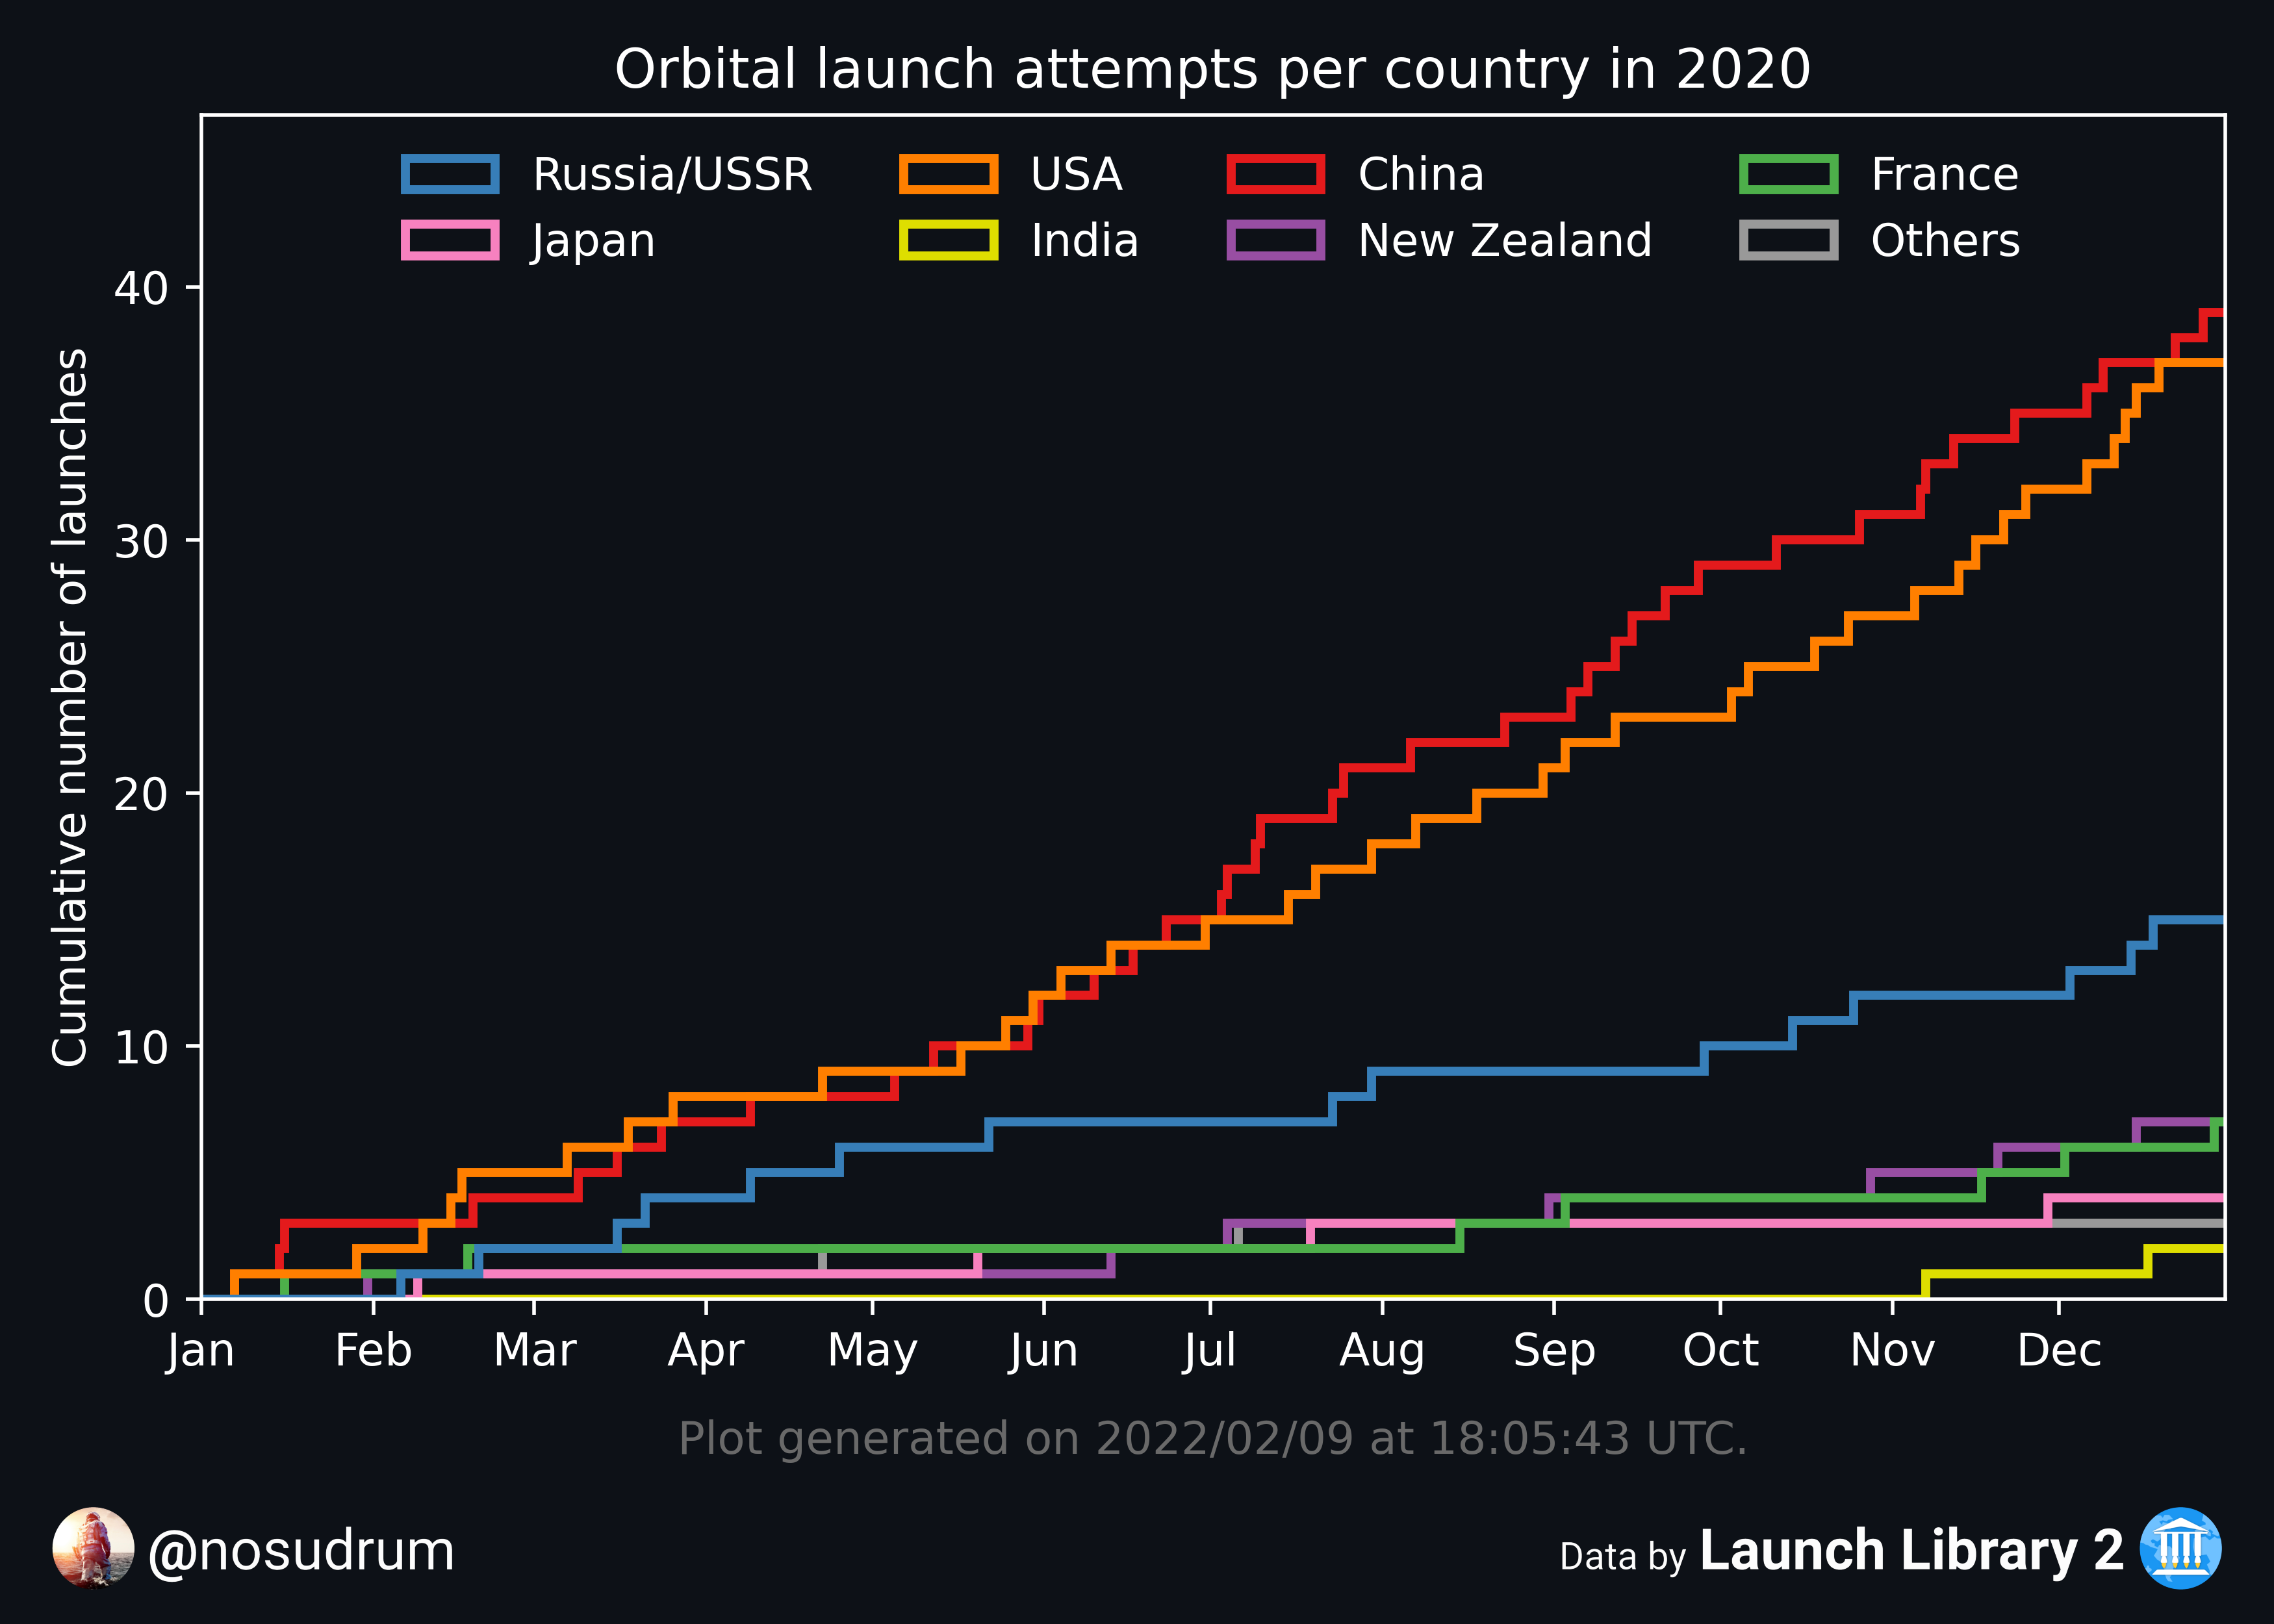 Orbital launch attempts per country in 2020
Russia/USSR USA China France
Japan India New Zealand Others
Cumulative number of launches
40
30
20
10
0
Jan Feb Mar Apr May Jun Jul Aug Sep Oct Nov Dec
Plot generated on 2022/02/09 at 18:05:43 UTC.
@nosudrum
Data by Launch Library 2